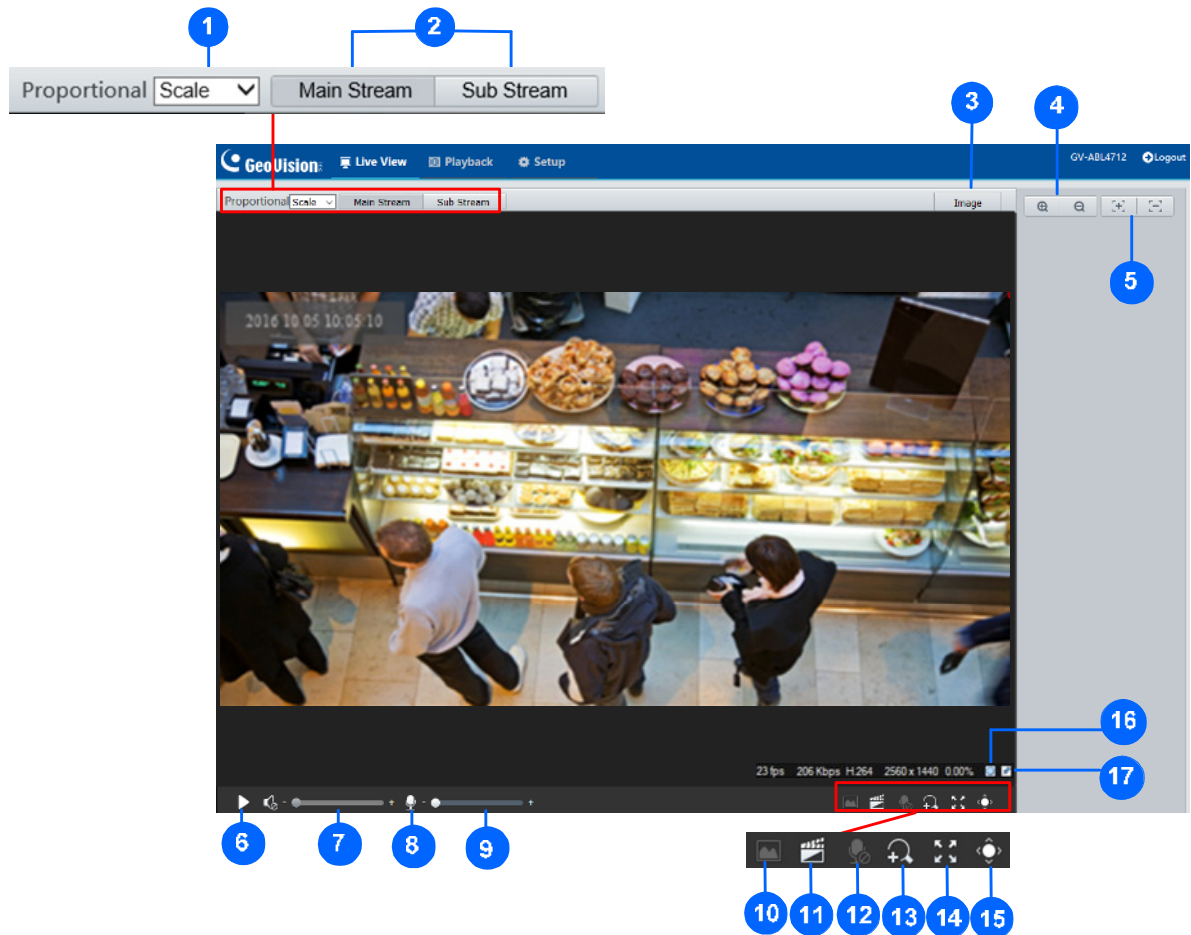 1
2
Proportional Scale Main Stream Sub Stream
3
4
GeoVision Live View Playback Setup GV-ABL4712 Logout
Proportional Scale Main Stream Sub Stream Image
5
2016 10 05 10:05:10
16
23 fps 206 Kbps H.264 2560 x 1440 0.00%
17
- + - +
6 7 8 9
10 11 12 13 14 15